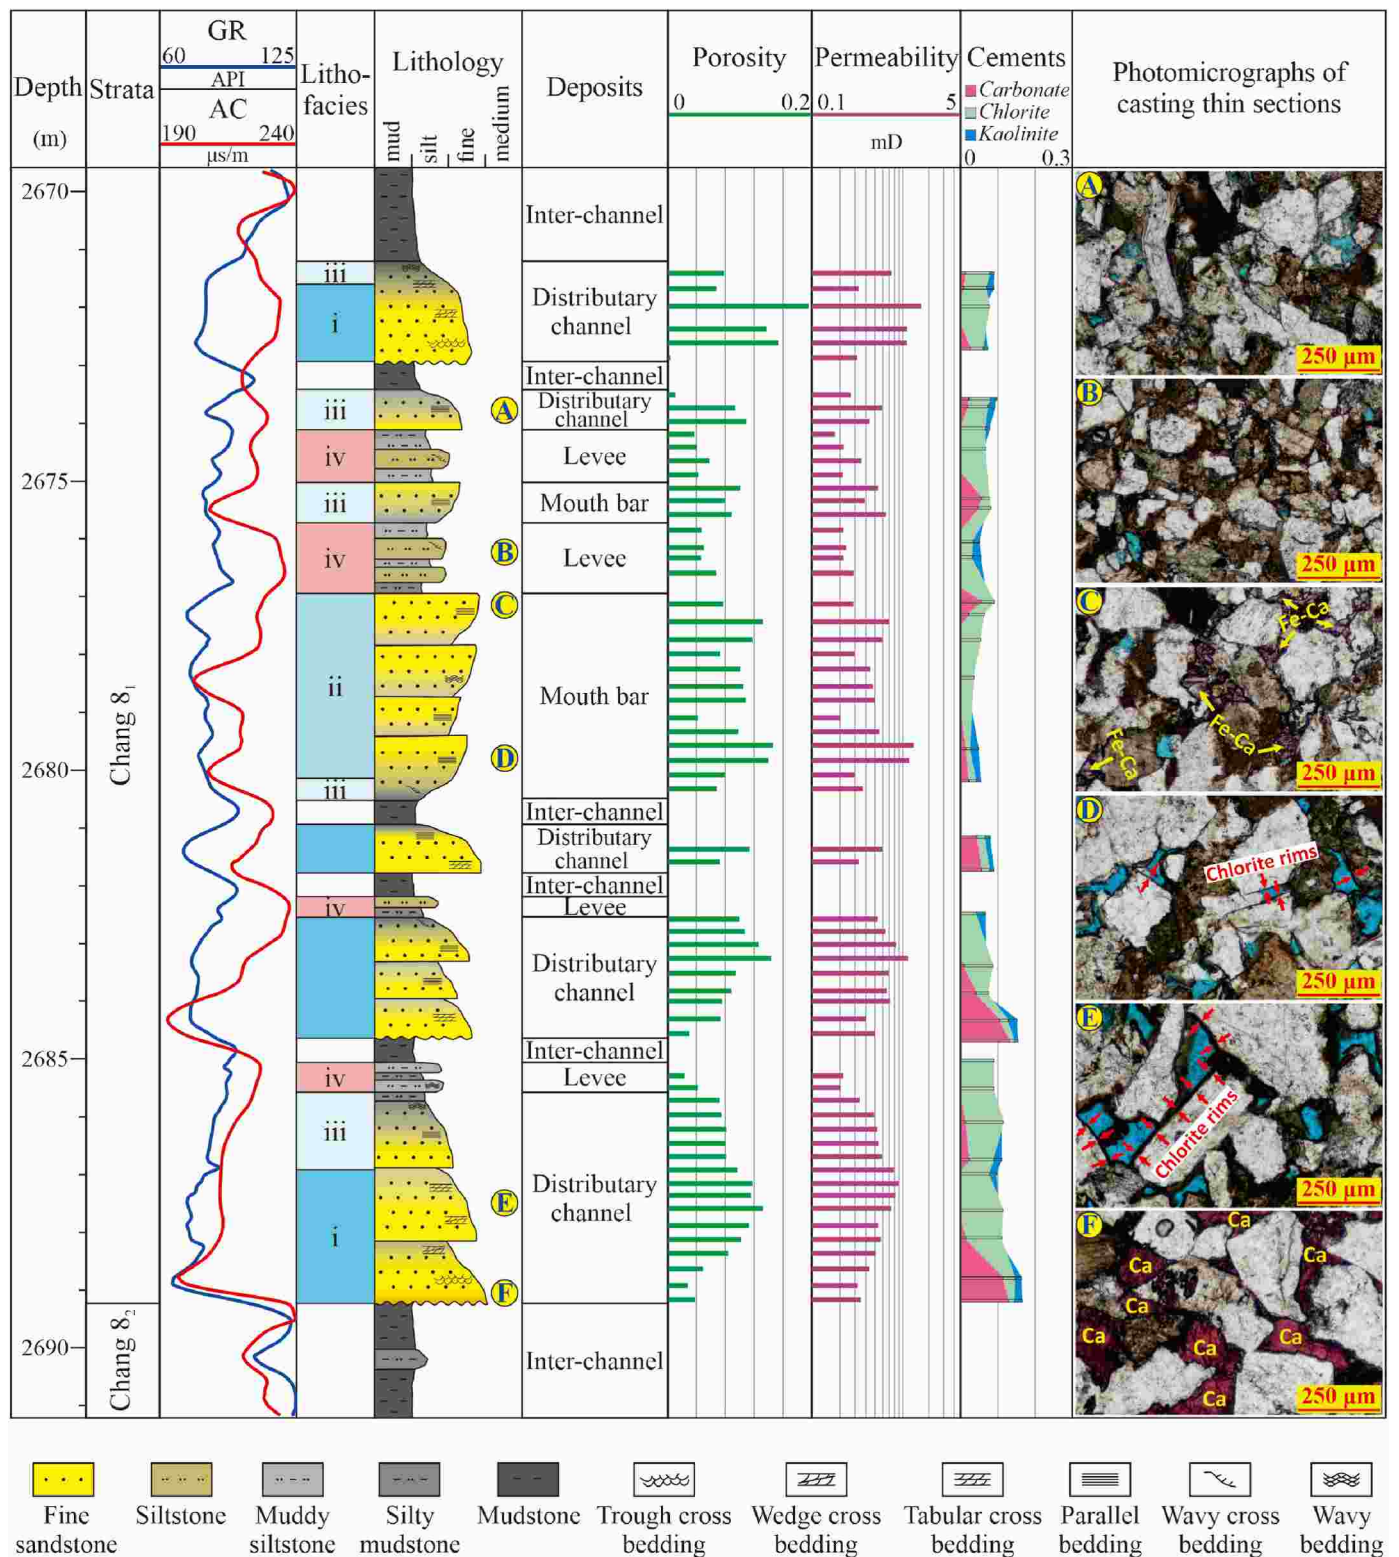 Depth
(m)
Strata
GR
60 125
API
AC
190 240
μs/m
Litho-
facies
Lithology
mud
silt
fine
medium
Deposits
Porosity
0 0.2
Permeability
0.1 5
mD
Cements
Carbonate
Chlorite
Kaolinite
0 0.3
Photomicrographs of
casting thin sections
2670
2675
2680
2685
2690
Chang 8₁
Chang 8₂
iii
i
iii
iv
iii
iv
ii
iii
iv
iv
iii
i
A
B
C
D
E
F
Inter-channel
Distributary
channel
Inter-channel
Distributary
channel
Levee
Mouth bar
Levee
Mouth bar
Inter-channel
Distributary
channel
Inter-channel
Levee
Distributary
channel
Inter-channel
Levee
Distributary
channel
Inter-channel
A
250 μm
B
250 μm
C
Fe-Ca
Fe-Ca
Fe-Ca
250 μm
D
Chlorite rims
250 μm
E
Chlorite rims
250 μm
F
Ca
Ca
Ca
Ca
Ca
Ca
Ca
Ca
250 μm
Fine
sandstone
Siltstone
Muddy
siltstone
Silty
mudstone
Mudstone
Trough cross
bedding
Wedge cross
bedding
Tabular cross
bedding
Parallel
bedding
Wavy cross
bedding
Wavy
bedding